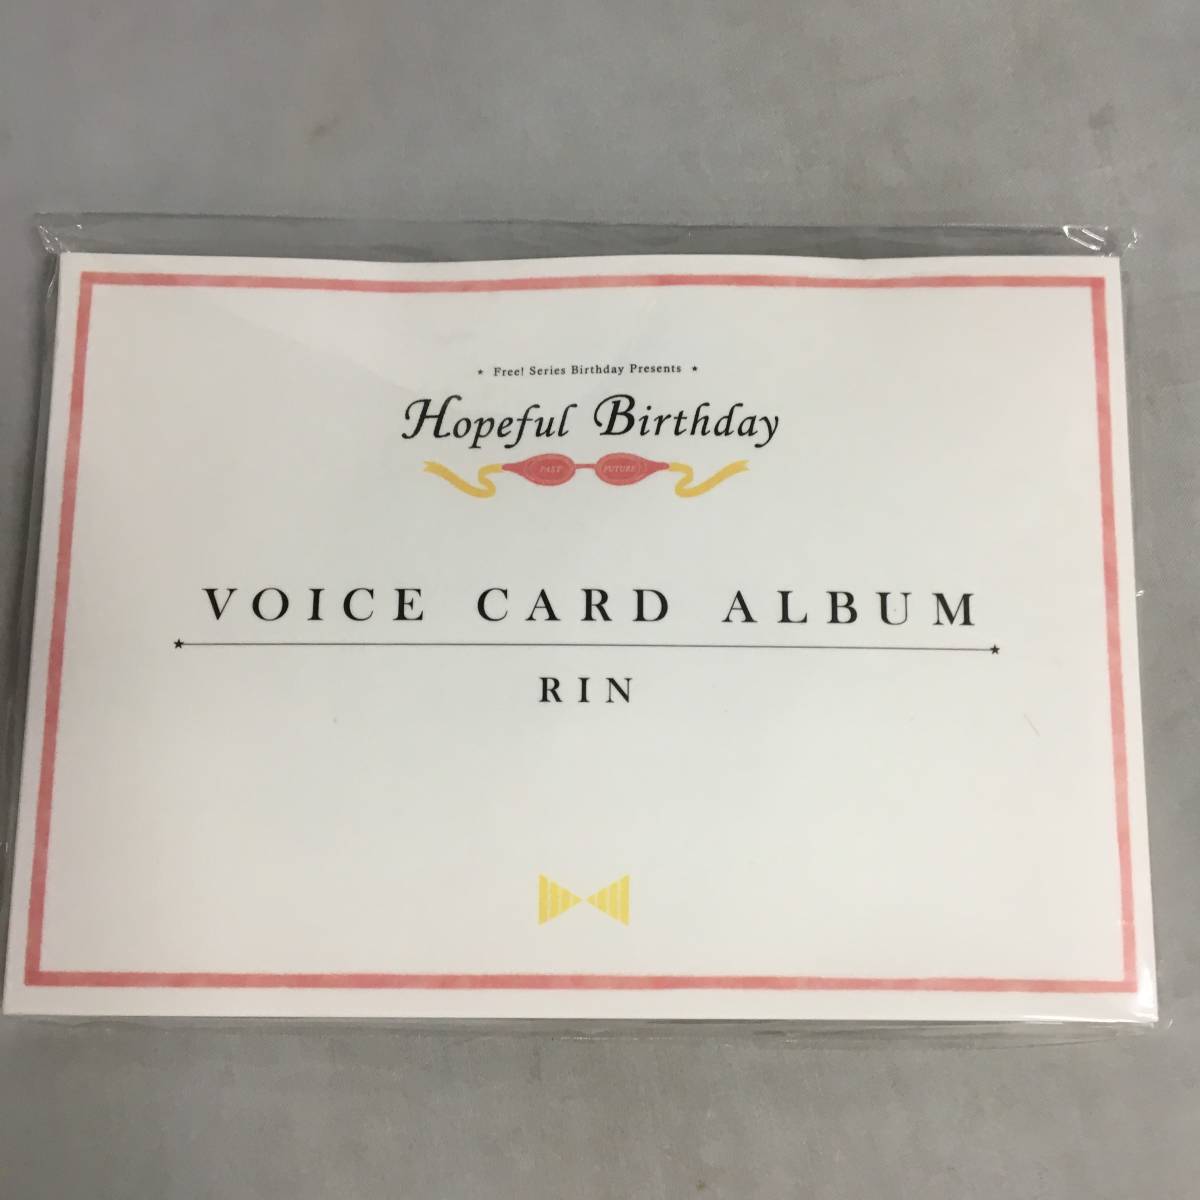 ★ Free! Series Birthday Presents ★
Hopeful Birthday
PAST FUTURE
VOICE CARD ALBUM
RIN